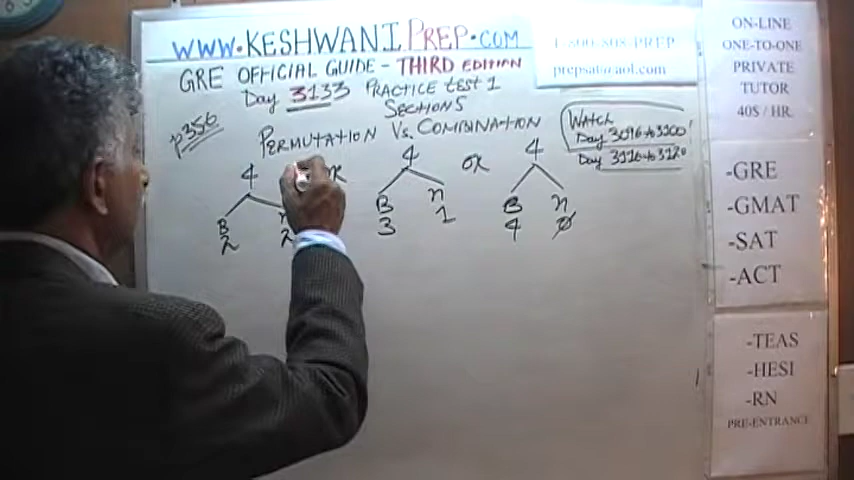 WWW.KESHWANIPREP.COM
1-800-808-PREP
prepsat@aol.com
GRE OFFICIAL GUIDE - THIRD EDITION
Day 3133 PRACTICE test 1
SECTION 5
p356
PERMUTATION Vs. COMBINATION
WATCH
Day 3096 to 3100!
Day 3116 to 3120
4 4 OR 4
B n B n B n
2 2 3 1 4 0
ON-LINE
ONE-TO-ONE
PRIVATE
TUTOR
40$ / HR.
-GRE
-GMAT
-SAT
-ACT
-TEAS
-HESI
-RN
PRE-ENTRANCE